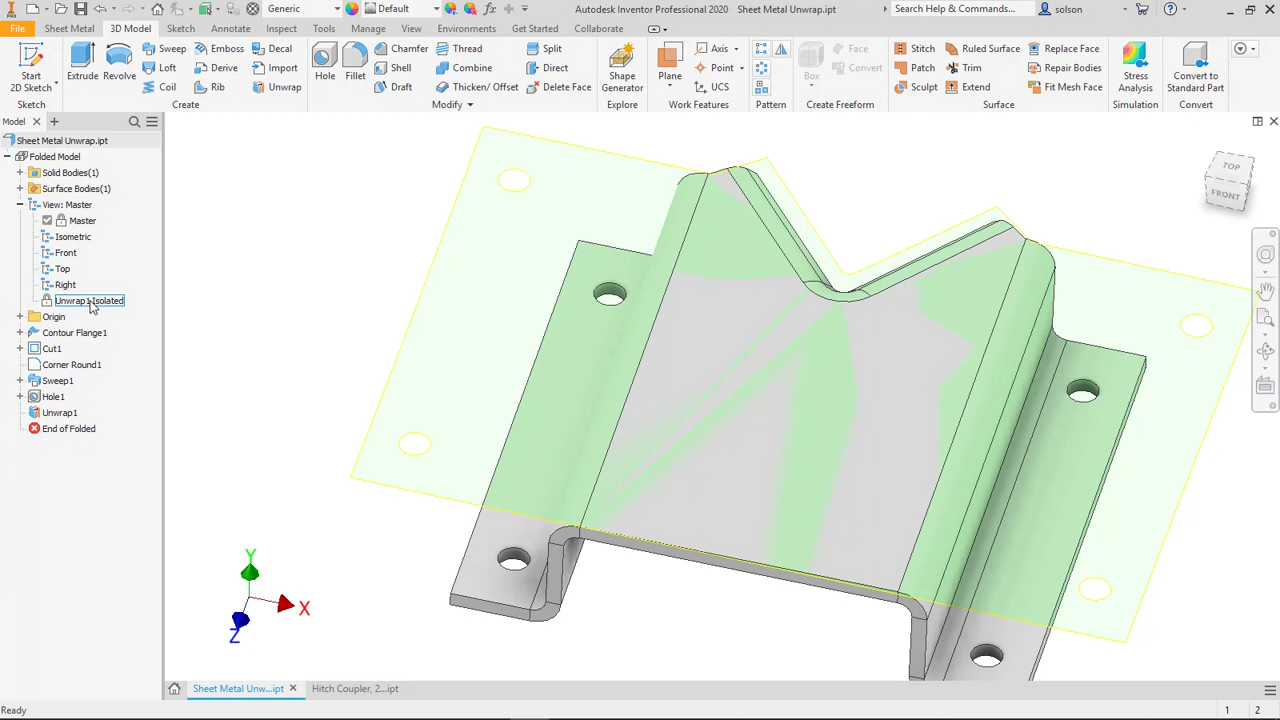 Generic
Default
Autodesk Inventor Professional 2020 Sheet Metal Unwrap.ipt
Search Help & Commands...
solson
File
Sheet Metal
3D Model
Sketch
Annotate
Inspect
Tools
Manage
View
Environments
Get Started
Collaborate
Start
2D Sketch
Extrude
Revolve
Sweep
Loft
Coil
Emboss
Derive
Rib
Decal
Import
Unwrap
Hole
Fillet
Chamfer
Shell
Draft
Thread
Combine
Thicken/ Offset
Split
Direct
Delete Face
Shape
Generator
Plane
Axis
Point
UCS
Box
Face
Convert
Stitch
Patch
Sculpt
Ruled Surface
Trim
Extend
Replace Face
Repair Bodies
Fit Mesh Face
Stress
Analysis
Convert to
Standard Part
Sketch
Create
Modify
Explore
Work Features
Pattern
Create Freeform
Surface
Simulation
Convert
Model
Sheet Metal Unwrap.ipt
Folded Model
Solid Bodies(1)
Surface Bodies(1)
View: Master
Master
Isometric
Front
Top
Right
Unwrap1 Isolated
Origin
Contour Flange1
Cut1
Corner Round1
Sweep1
Hole1
Unwrap1
End of Folded
TOP
FRONT
Y
X
Z
Sheet Metal Unw...ipt
Hitch Coupler, 2...ipt
Ready
1 2